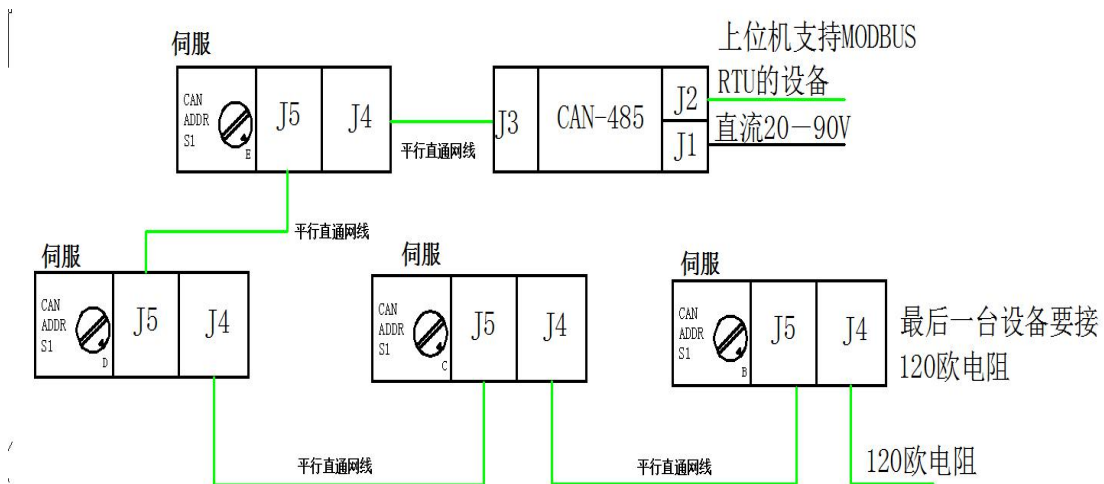 上位机支持MODBUS
RTU的设备
直流20－90V
伺服
CAN
ADDR
S1
E
J5
J4
平行直通网线
J3
CAN-485
J2
J1
平行直通网线
伺服
CAN
ADDR
S1
D
J5
J4
伺服
CAN
ADDR
S1
C
J5
J4
伺服
CAN
ADDR
S1
B
J5
J4
最后一台设备要接
120欧电阻
平行直通网线
平行直通网线
120欧电阻